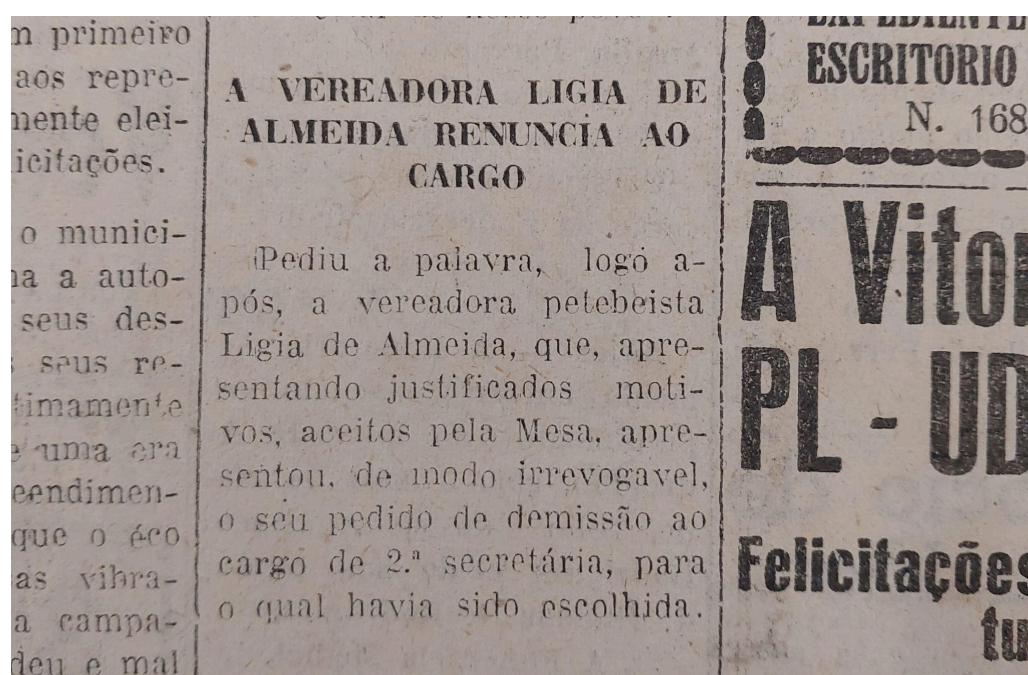 m primeiro
aos repre-
mente elei-
icitações.
o munici-
na a auto-
seus des-
s seus re-
timamente
e uma era
eendimen-
que o éco
as vibra-
a campa-
deu e mal
A VEREADORA LIGIA DE
ALMEIDA RENUNCIA AO
CARGO
Pediu a palavra, logo a-
pós, a vereadora petebeista
Ligia de Almeida, que, apre-
sentando justificados moti-
vos, aceitos pela Mesa, apre-
sentou, de modo irrevogavel,
o seu pedido de demissão ao
cargo de 2.ª secretária, para
o qual havia sido escolhida.
EXPEDIENTE
ESCRITORIO
N. 168
A Vitor
PL - UD
Felicitações
tu